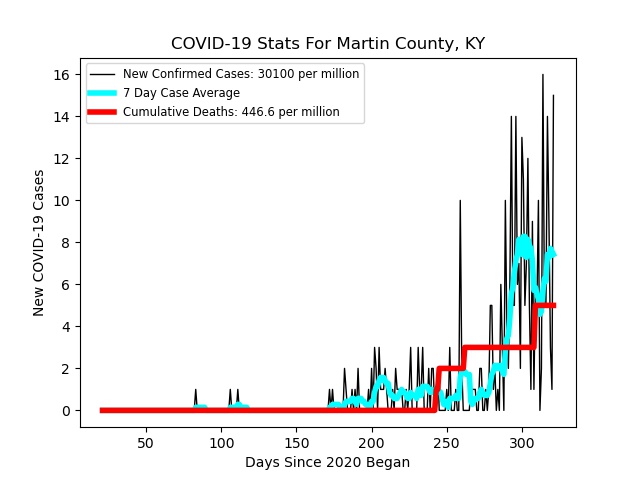 COVID-19 Stats For Martin County, KY
New Confirmed Cases: 30100 per million
7 Day Case Average
Cumulative Deaths: 446.6 per million
New COVID-19 Cases
16
14
12
10
8
6
4
2
0
50 100 150 200 250 300
Days Since 2020 Began